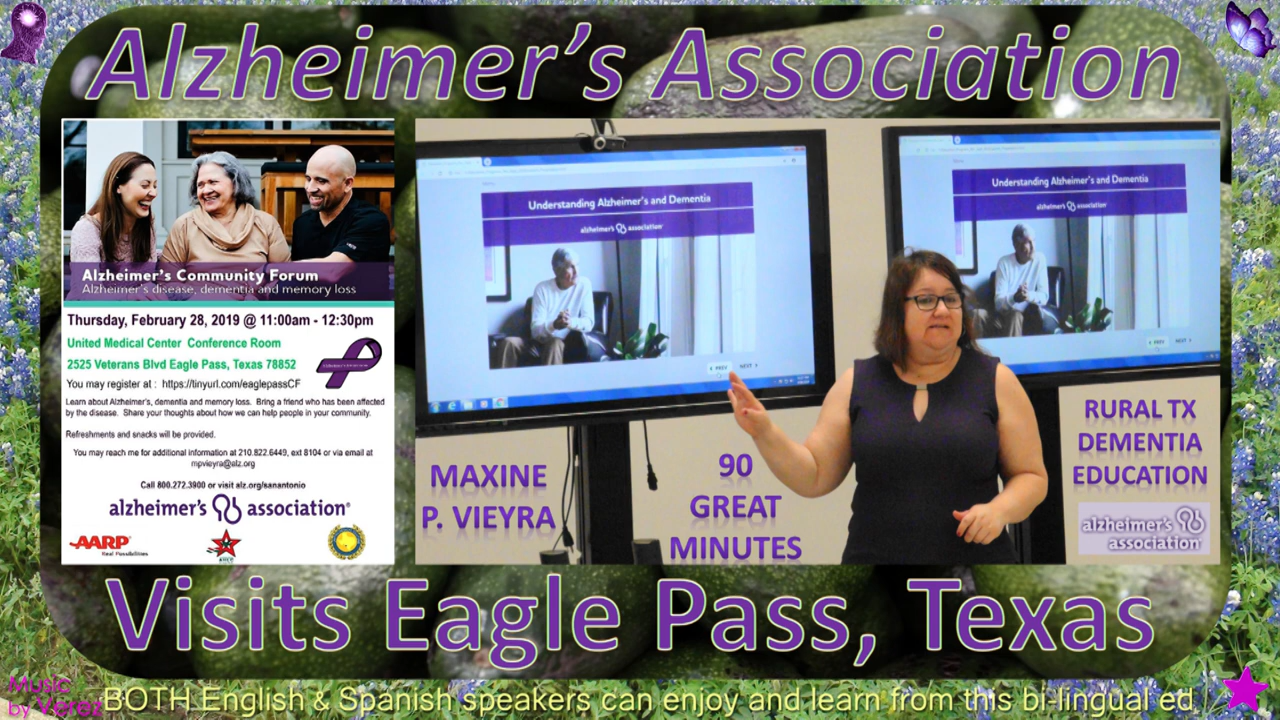 Alzheimer's Association
Alzheimer's Community Forum
Alzheimer's disease, dementia and memory loss
Thursday, February 28, 2019 @ 11:00am - 12:30pm
United Medical Center Conference Room
2525 Veterans Blvd Eagle Pass, Texas 78852
You may register at : https://tinyurl.com/eaglepassCF
Learn about Alzheimer's, dementia and memory loss. Bring a friend who has been affected
by the disease. Share your thoughts about how we can help people in your community.
Refreshments and snacks will be provided.
You may reach me for additional information at 210.822.6449, ext 8104 or via email at
mpvieyra@alz.org
Call 800.272.3900 or visit alz.org/sanantonio
alzheimer's association®
AARP
Real Possibilities
Understanding Alzheimer's and Dementia
alzheimer's association
PREV NEXT
Understanding Alzheimer's and Dementia
alzheimer's association
PREV NEXT
MAXINE
P. VIEYRA
90
GREAT
MINUTES
RURAL TX
DEMENTIA
EDUCATION
alzheimer's
association
Visits Eagle Pass, Texas
Music
by Verez
BOTH English & Spanish speakers can enjoy and learn from this bi-lingual ed